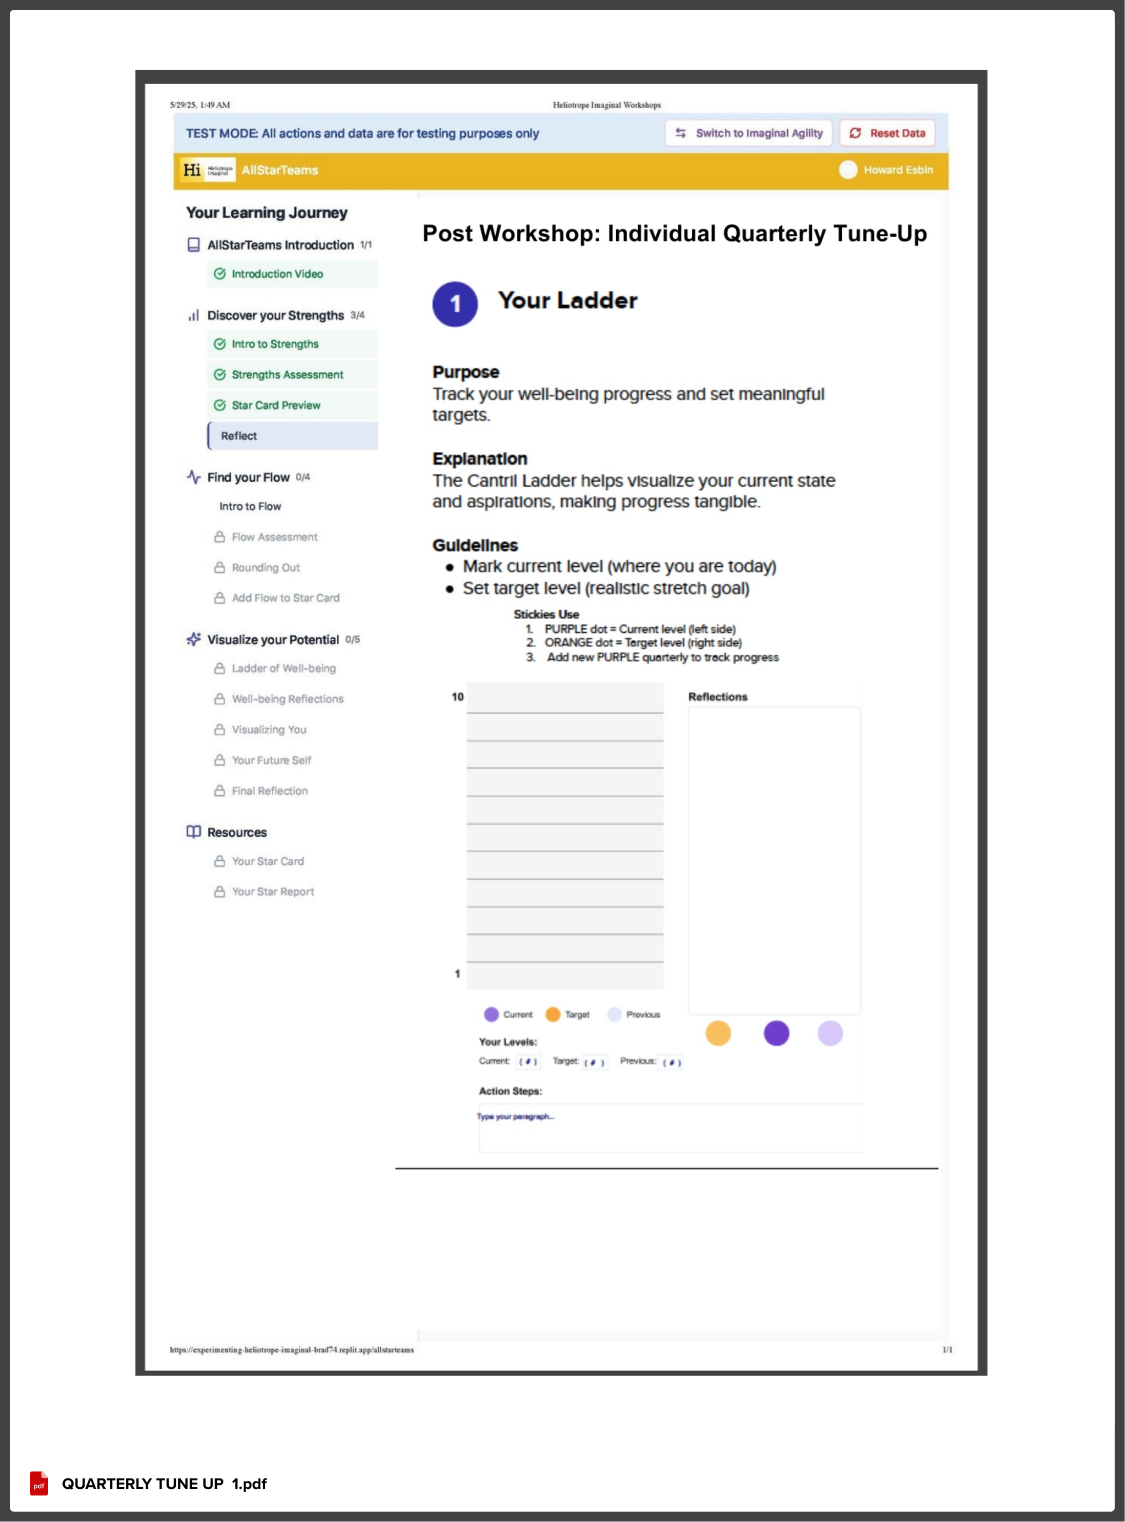 5/29/25, 1:49 AM
Heliotrope Imaginal Workshops
TEST MODE: All actions and data are for testing purposes only
Switch to Imaginal Agility
Reset Data
Hi Heliotrope Imaginal AllStarTeams
Howard Esbin
Your Learning Journey
AllStarTeams Introduction 1/1
Introduction Video
Discover your Strengths 3/4
Intro to Strengths
Strengths Assessment
Star Card Preview
Reflect
Find your Flow 0/4
Intro to Flow
Flow Assessment
Rounding Out
Add Flow to Star Card
Visualize your Potential 0/5
Ladder of Well-being
Well-being Reflections
Visualizing You
Your Future Self
Final Reflection
Resources
Your Star Card
Your Star Report
Post Workshop: Individual Quarterly Tune-Up
1 Your Ladder
Purpose
Track your well-being progress and set meaningful
targets.
Explanation
The Cantril Ladder helps visualize your current state
and aspirations, making progress tangible.
Guidelines
• Mark current level (where you are today)
• Set target level (realistic stretch goal)
Stickies Use
1. PURPLE dot = Current level (left side)
2. ORANGE dot = Target level (right side)
3. Add new PURPLE quarterly to track progress
10
1
Reflections
Current Target Previous
Your Levels:
Current: ( # ) Target: ( # ) Previous: ( # )
Action Steps:
Type your paragraph...
https://experimenting-heliotrope-imaginal-brad74.replit.app/allstarteams
1/1
pdf QUARTERLY TUNE UP 1.pdf